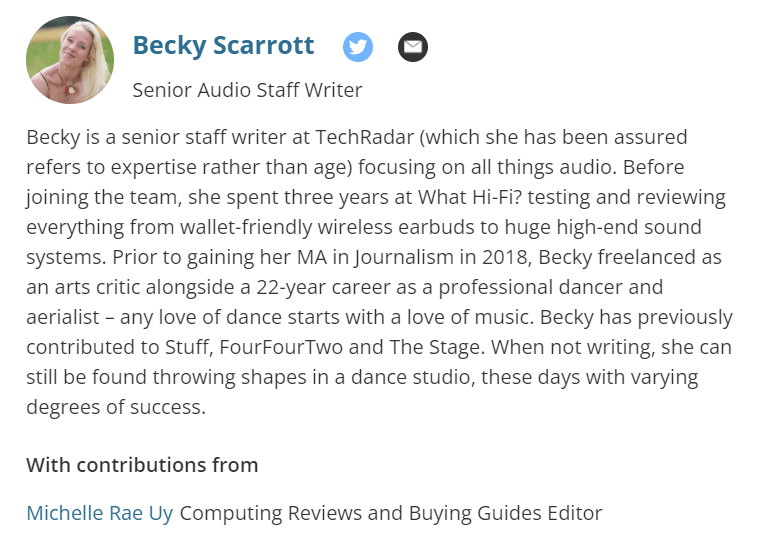 Becky Scarrott
Senior Audio Staff Writer
Becky is a senior staff writer at TechRadar (which she has been assured
refers to expertise rather than age) focusing on all things audio. Before
joining the team, she spent three years at What Hi-Fi? testing and reviewing
everything from wallet-friendly wireless earbuds to huge high-end sound
systems. Prior to gaining her MA in Journalism in 2018, Becky freelanced as
an arts critic alongside a 22-year career as a professional dancer and
aerialist – any love of dance starts with a love of music. Becky has previously
contributed to Stuff, FourFourTwo and The Stage. When not writing, she can
still be found throwing shapes in a dance studio, these days with varying
degrees of success.
With contributions from
Michelle Rae Uy Computing Reviews and Buying Guides Editor